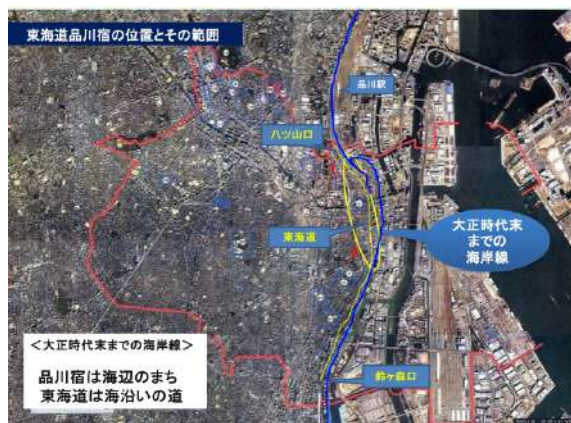 東海道品川宿の位置とその範囲
品川駅
八ツ山口
東海道
大正時代末
までの
海岸線
鈴ヶ森口
＜大正時代末までの海岸線＞
品川宿は海辺のまち
東海道は海沿いの道